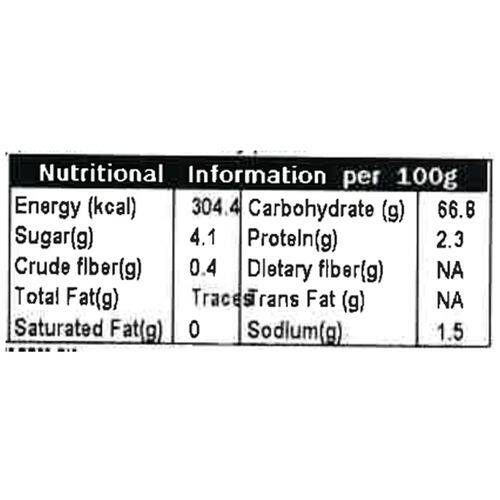 Nutritional Information per 100g
Energy (kcal) 304.4 Carbohydrate (g) 66.8
Sugar(g) 4.1 Protein(g) 2.3
Crude fiber(g) 0.4 Dietary fiber(g) NA
Total Fat(g) Traces Trans Fat (g) NA
Saturated Fat(g) 0 Sodium(g) 1.5